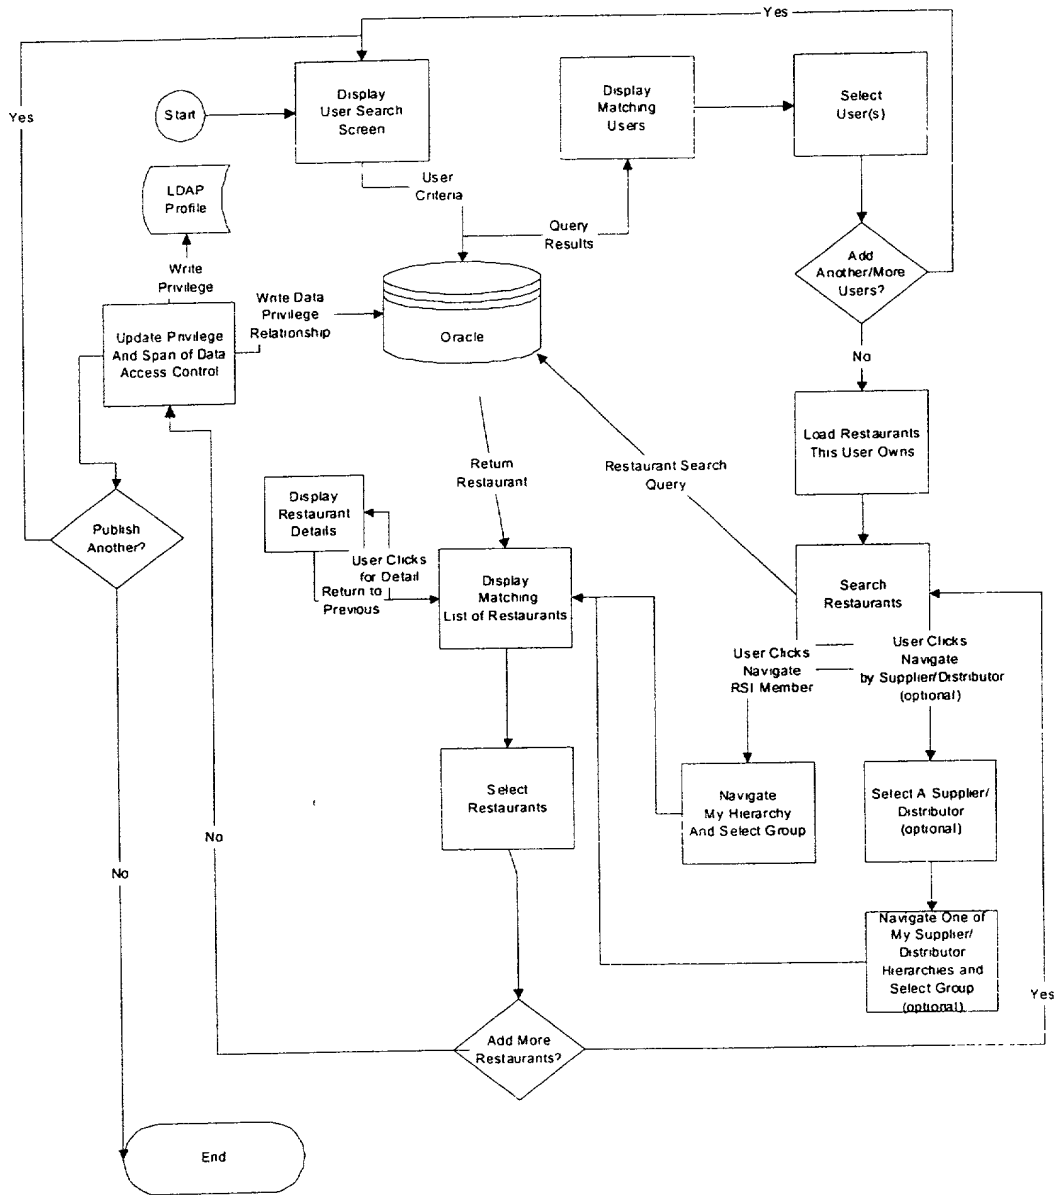 Yes
Yes
Start
Display
User Search
Screen
Display
Matching
Users
Select
User(s)
User
Criteria
Query
Results
LDAP
Profile
Write
Privilege
Write Data
Privilege
Relationship
Update Privilege
And Span of Data
Access Control
Oracle
Add
Another/More
Users?
No
Load Restaurants
This User Owns
Return
Restaurant
Restaurant Search
Query
Display
Restaurant
Details
User Clicks
for Detail
Return to
Previous
Publish
Another?
Display
Matching
List of Restaurants
Search
Restaurants
User Clicks
Navigate
RSI Member
User Clicks
Navigate
by Supplier/Distributor
(optional)
Select
Restaurants
Navigate
My Hierarchy
And Select Group
Select A Supplier/
Distributor
(optional)
No
No
Navigate One of
My Supplier/
Distributor
Hierarchies and
Select Group
(optional)
Yes
Add More
Restaurants?
End